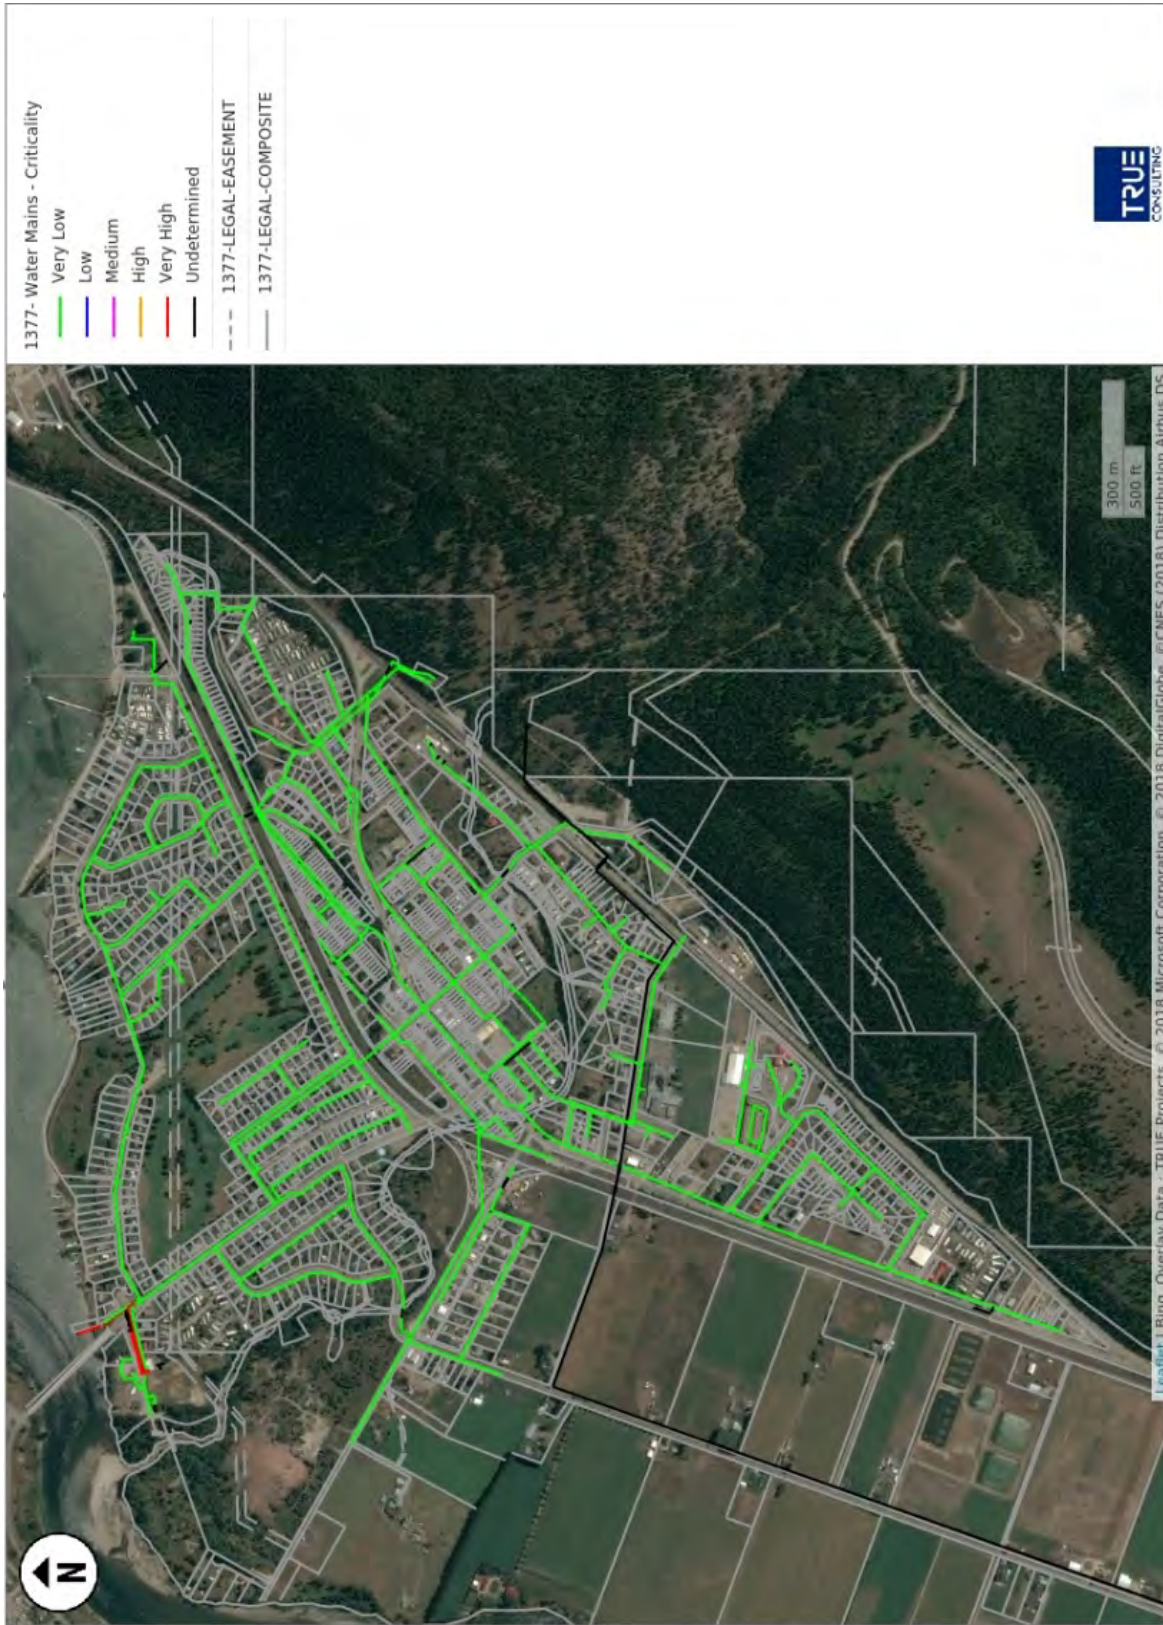 1377- Water Mains - Criticality
Very Low
Low
Medium
High
Very High
Undetermined
1377-LEGAL-EASEMENT
1377-LEGAL-COMPOSITE
N
300 m
500 ft
Leaflet | Bing, Overlay Data : TRUE Projects, © 2018 Microsoft Corporation, © 2018 DigitalGlobe, © CNES (2018) Distribution Airbus DS
TRUE
CONSULTING